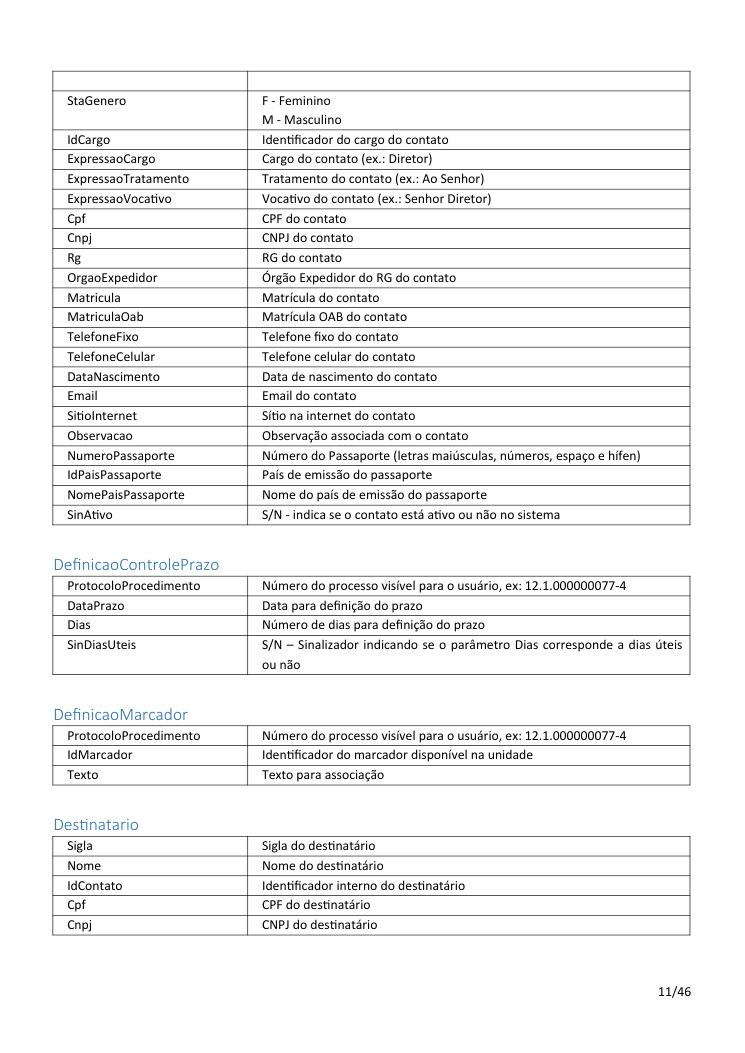 StaGenero F - Feminino
M - Masculino
IdCargo Identificador do cargo do contato
ExpressaoCargo Cargo do contato (ex.: Diretor)
ExpressaoTratamento Tratamento do contato (ex.: Ao Senhor)
ExpressaoVocativo Vocativo do contato (ex.: Senhor Diretor)
Cpf CPF do contato
Cnpj CNPJ do contato
Rg RG do contato
OrgaoExpedidor Órgão Expedidor do RG do contato
Matricula Matrícula do contato
MatriculaOab Matrícula OAB do contato
TelefoneFixo Telefone fixo do contato
TelefoneCelular Telefone celular do contato
DataNascimento Data de nascimento do contato
Email Email do contato
SitioInternet Sítio na internet do contato
Observacao Observação associada com o contato
NumeroPassaporte Número do Passaporte (letras maiúsculas, números, espaço e hífen)
IdPaisPassaporte País de emissão do passaporte
NomePaisPassaporte Nome do país de emissão do passaporte
SinAtivo S/N - indica se o contato está ativo ou não no sistema
DefinicaoControlePrazo
ProtocoloProcedimento Número do processo visível para o usuário, ex: 12.1.000000077-4
DataPrazo Data para definição do prazo
Dias Número de dias para definição do prazo
SinDiasUteis S/N – Sinalizador indicando se o parâmetro Dias corresponde a dias úteis
ou não
DefinicaoMarcador
ProtocoloProcedimento Número do processo visível para o usuário, ex: 12.1.000000077-4
IdMarcador Identificador do marcador disponível na unidade
Texto Texto para associação
Destinatario
Sigla Sigla do destinatário
Nome Nome do destinatário
IdContato Identificador interno do destinatário
Cpf CPF do destinatário
Cnpj CNPJ do destinatário
11/46